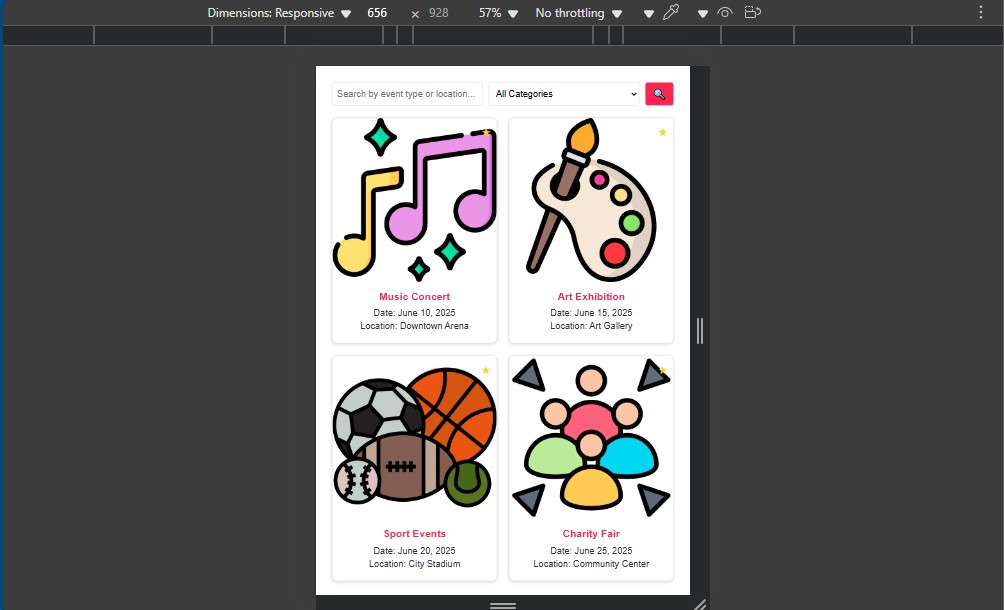 Dimensions: Responsive 656 × 928 57% No throttling
Search by event type or location... All Categories
Music Concert
Date: June 10, 2025
Location: Downtown Arena
Art Exhibition
Date: June 15, 2025
Location: Art Gallery
Sport Events
Date: June 20, 2025
Location: City Stadium
Charity Fair
Date: June 25, 2025
Location: Community Center